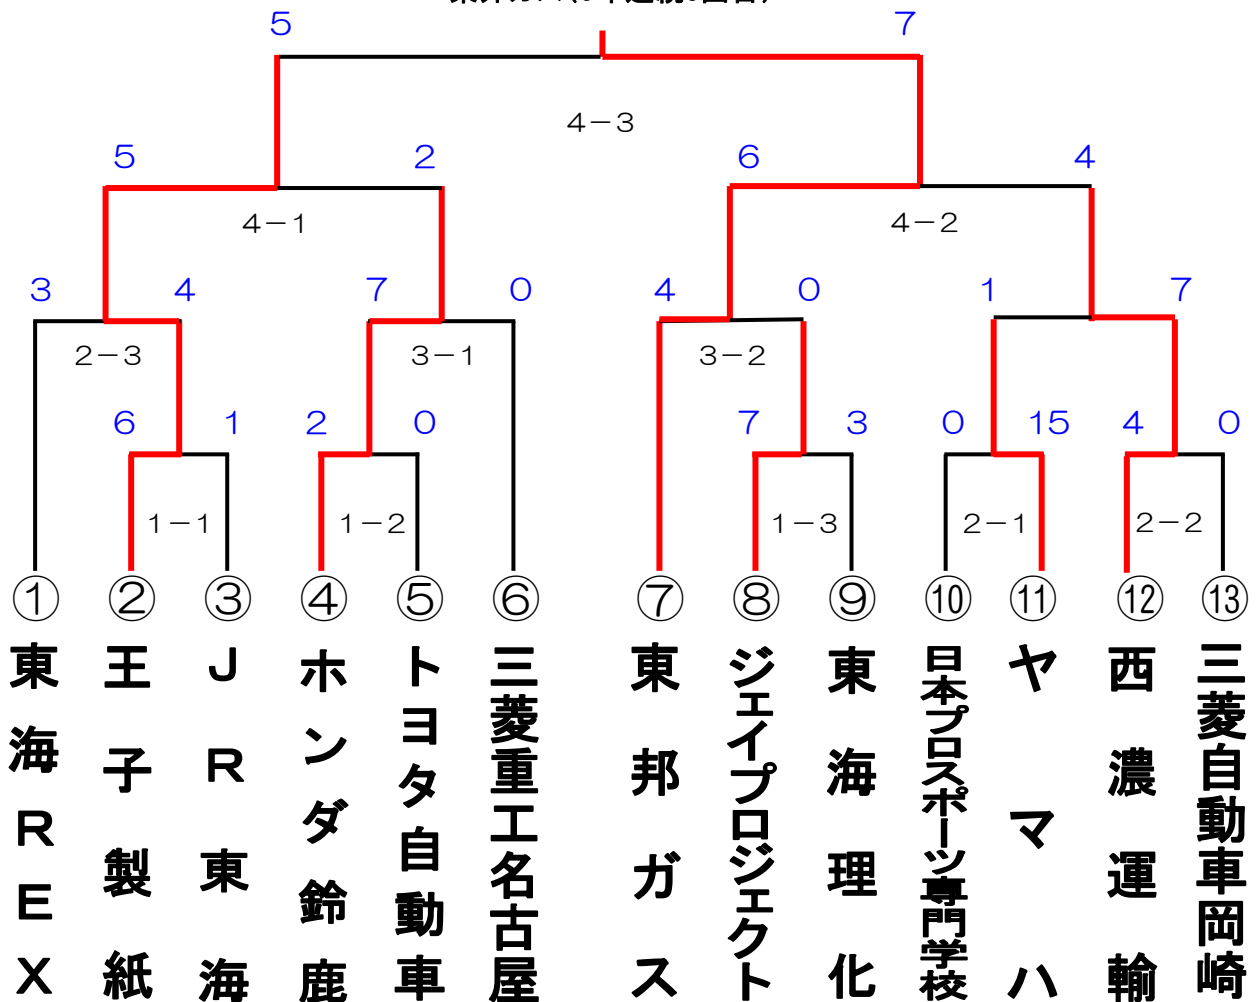 5 7
4-3
5 2 6 4
4-1 4-2
3 4 7 0 4 0 1 7
2-3 3-1 3-2
6 1 2 0 7 3 0 15 4 0
1-1 1-2 1-3 2-1 2-2
① ② ③ ④ ⑤ ⑥ ⑦ ⑧ ⑨ ⑩ ⑪ ⑫ ⑬
東海REX
王子製紙
JR東海
ホンダ鈴鹿
トヨタ自動車
三菱重工名古屋
東邦ガス
ジェイプロジェクト
東海理化
日本プロスポーツ専門学校
ヤマハ
西濃運輸
三菱自動車岡崎